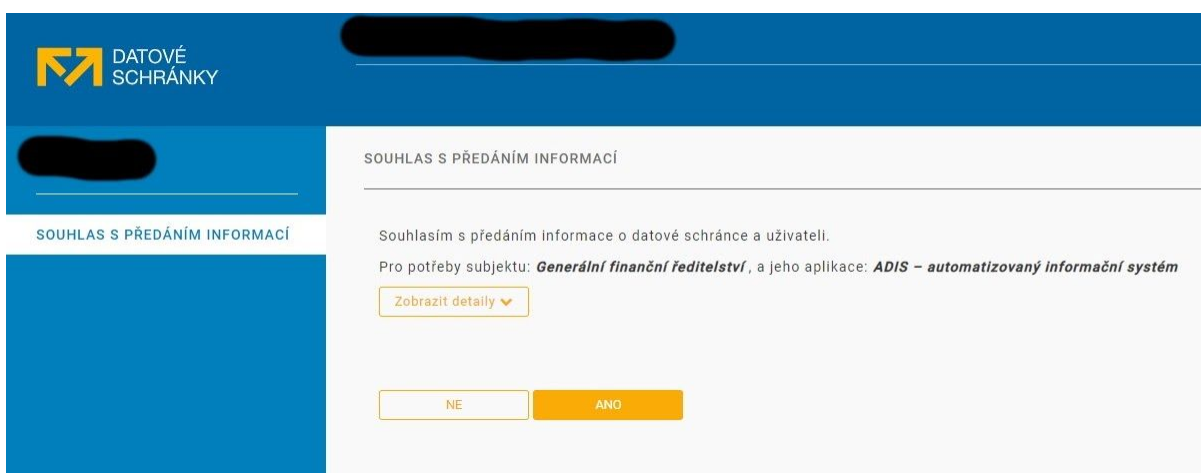 DATOVÉ
SCHRÁNKY
SOUHLAS S PŘEDÁNÍM INFORMACÍ
SOUHLAS S PŘEDÁNÍM INFORMACÍ
Souhlasím s předáním informace o datové schránce a uživateli.
Pro potřeby subjektu: Generální finanční ředitelství , a jeho aplikace: ADIS – automatizovaný informační systém
Zobrazit detaily
NE
ANO